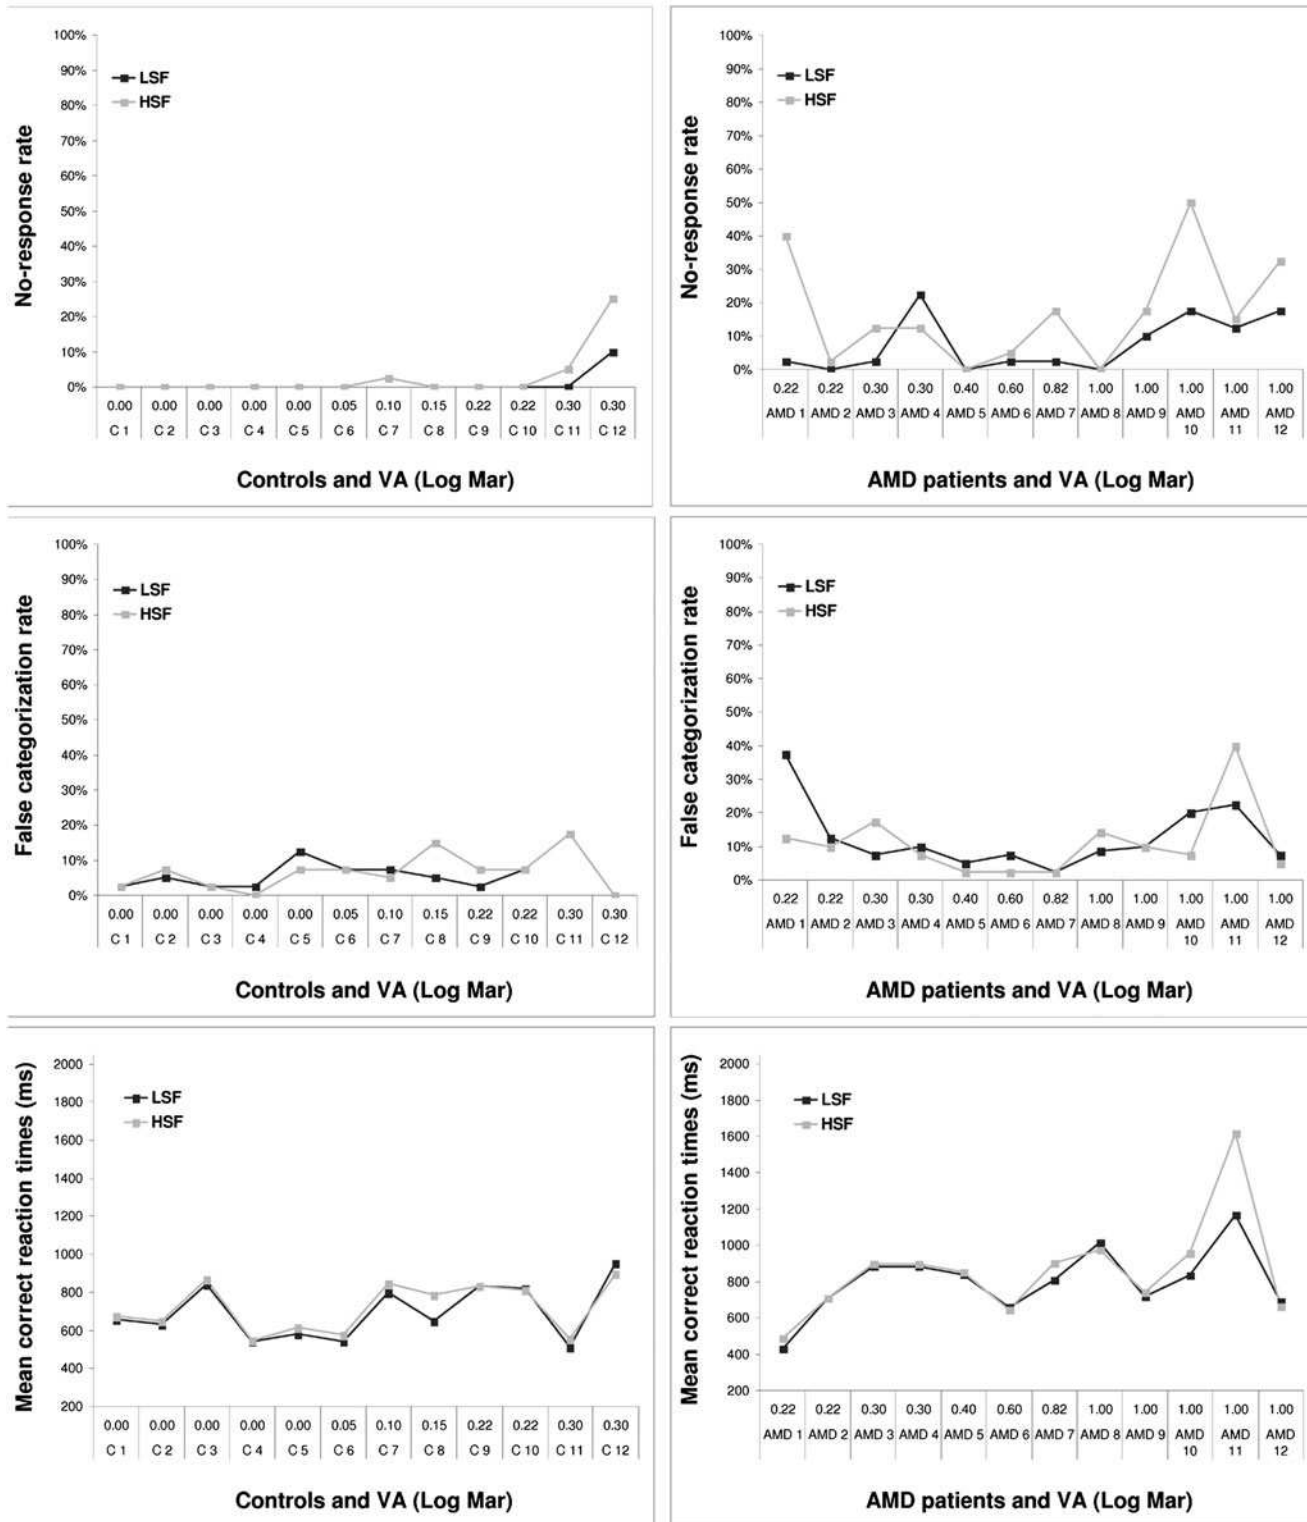 No-response rate
100%
90%
80%
70%
60%
50%
40%
30%
20%
10%
0%
LSF
HSF
0.00 0.00 0.00 0.00 0.00 0.05 0.10 0.15 0.22 0.22 0.30 0.30
C 1 C 2 C 3 C 4 C 5 C 6 C 7 C 8 C 9 C 10 C 11 C 12
Controls and VA (Log Mar)
No-response rate
100%
90%
80%
70%
60%
50%
40%
30%
20%
10%
0%
LSF
HSF
0.22 0.22 0.30 0.30 0.40 0.60 0.82 1.00 1.00 1.00 1.00 1.00
AMD 1 AMD 2 AMD 3 AMD 4 AMD 5 AMD 6 AMD 7 AMD 8 AMD 9 AMD AMD AMD
10 11 12
AMD patients and VA (Log Mar)
False categorization rate
100%
90%
80%
70%
60%
50%
40%
30%
20%
10%
0%
LSF
HSF
0.00 0.00 0.00 0.00 0.00 0.05 0.10 0.15 0.22 0.22 0.30 0.30
C 1 C 2 C 3 C 4 C 5 C 6 C 7 C 8 C 9 C 10 C 11 C 12
Controls and VA (Log Mar)
False categorization rate
100%
90%
80%
70%
60%
50%
40%
30%
20%
10%
0%
LSF
HSF
0.22 0.22 0.30 0.30 0.40 0.60 0.82 1.00 1.00 1.00 1.00 1.00
AMD 1 AMD 2 AMD 3 AMD 4 AMD 5 AMD 6 AMD 7 AMD 8 AMD 9 AMD AMD AMD
10 11 12
AMD patients and VA (Log Mar)
Mean correct reaction times (ms)
2000
1800
1600
1400
1200
1000
800
600
400
200
LSF
HSF
0.00 0.00 0.00 0.00 0.00 0.05 0.10 0.15 0.22 0.22 0.30 0.30
C 1 C 2 C 3 C 4 C 5 C 6 C 7 C 8 C 9 C 10 C 11 C 12
Controls and VA (Log Mar)
Mean correct reaction times (ms)
2000
1800
1600
1400
1200
1000
800
600
400
200
LSF
HSF
0.22 0.22 0.30 0.30 0.40 0.60 0.82 1.00 1.00 1.00 1.00 1.00
AMD 1 AMD 2 AMD 3 AMD 4 AMD 5 AMD 6 AMD 7 AMD 8 AMD 9 AMD AMD AMD
10 11 12
AMD patients and VA (Log Mar)